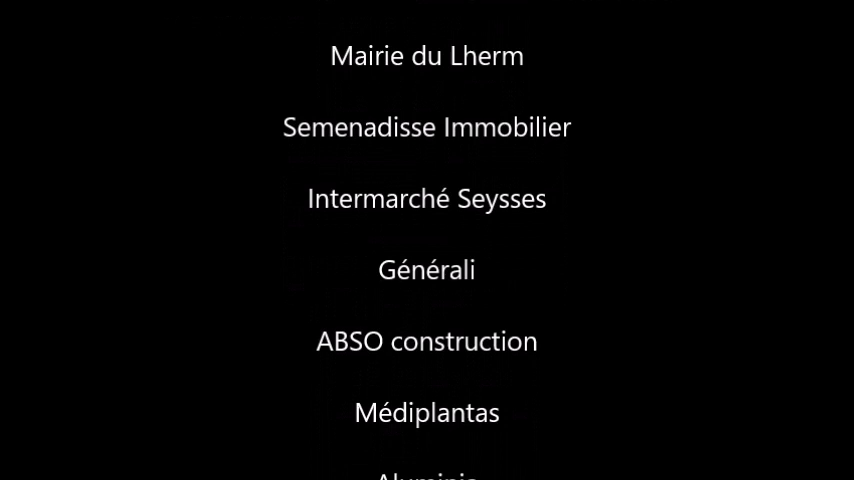 Mairie du Lherm
Semenadisse Immobilier
Intermarché Seysses
Générali
ABSO construction
Médiplantas